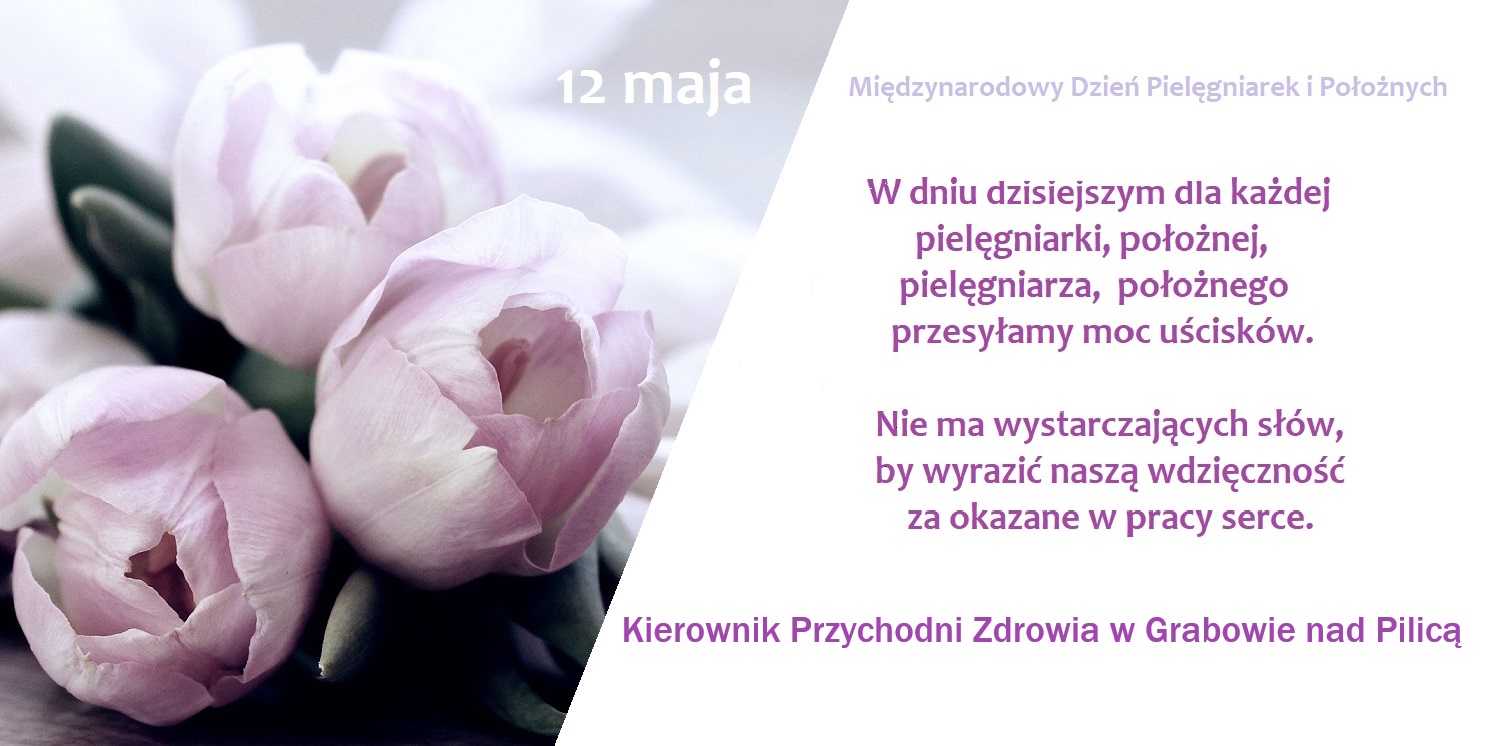 12 maja
Międzynarodowy Dzień Pielęgniarek i Położnych
W dniu dzisiejszym dla każdej
pielęgniarki, położnej,
pielęgniarza, położnego
przesyłamy moc uścisków.
Nie ma wystarczających słów,
by wyrazić naszą wdzięczność
za okazane w pracy serce.
Kierownik Przychodni Zdrowia w Grabowie nad Pilicą